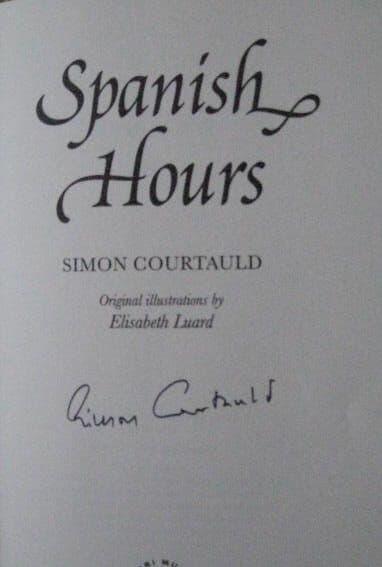 Spanish
Hours
SIMON COURTAULD
Original illustrations by
Elisabeth Luard
Simon Courtauld